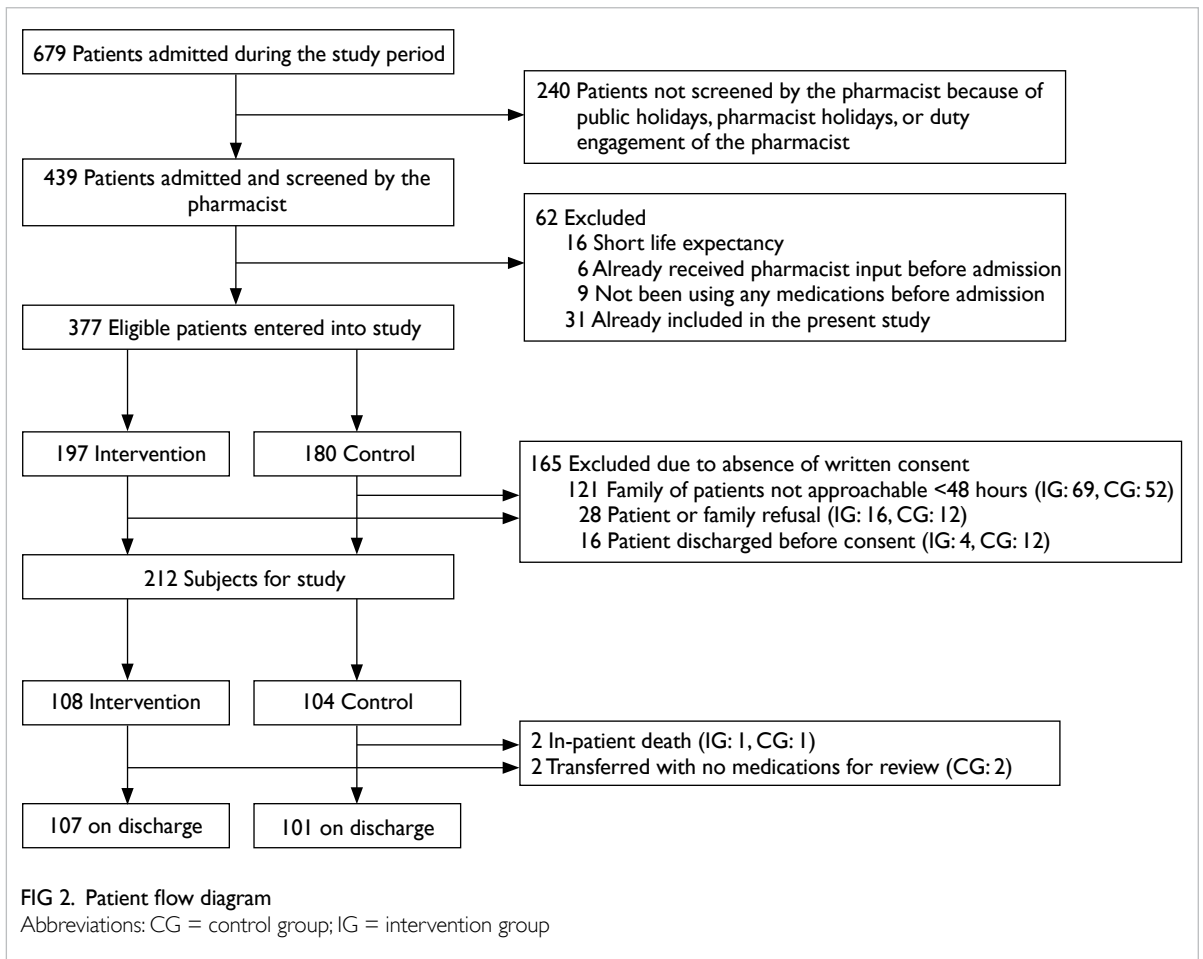 679 Patients admitted during the study period
240 Patients not screened by the pharmacist because of
public holidays, pharmacist holidays, or duty
engagement of the pharmacist
439 Patients admitted and screened by the
pharmacist
62 Excluded
16 Short life expectancy
6 Already received pharmacist input before admission
9 Not been using any medications before admission
31 Already included in the present study
377 Eligible patients entered into study
197 Intervention
180 Control
165 Excluded due to absence of written consent
121 Family of patients not approachable <48 hours (IG: 69, CG: 52)
28 Patient or family refusal (IG: 16, CG: 12)
16 Patient discharged before consent (IG: 4, CG: 12)
212 Subjects for study
108 Intervention
104 Control
2 In-patient death (IG: 1, CG: 1)
2 Transferred with no medications for review (CG: 2)
107 on discharge
101 on discharge
FIG 2. Patient flow diagram
Abbreviations: CG = control group; IG = intervention group